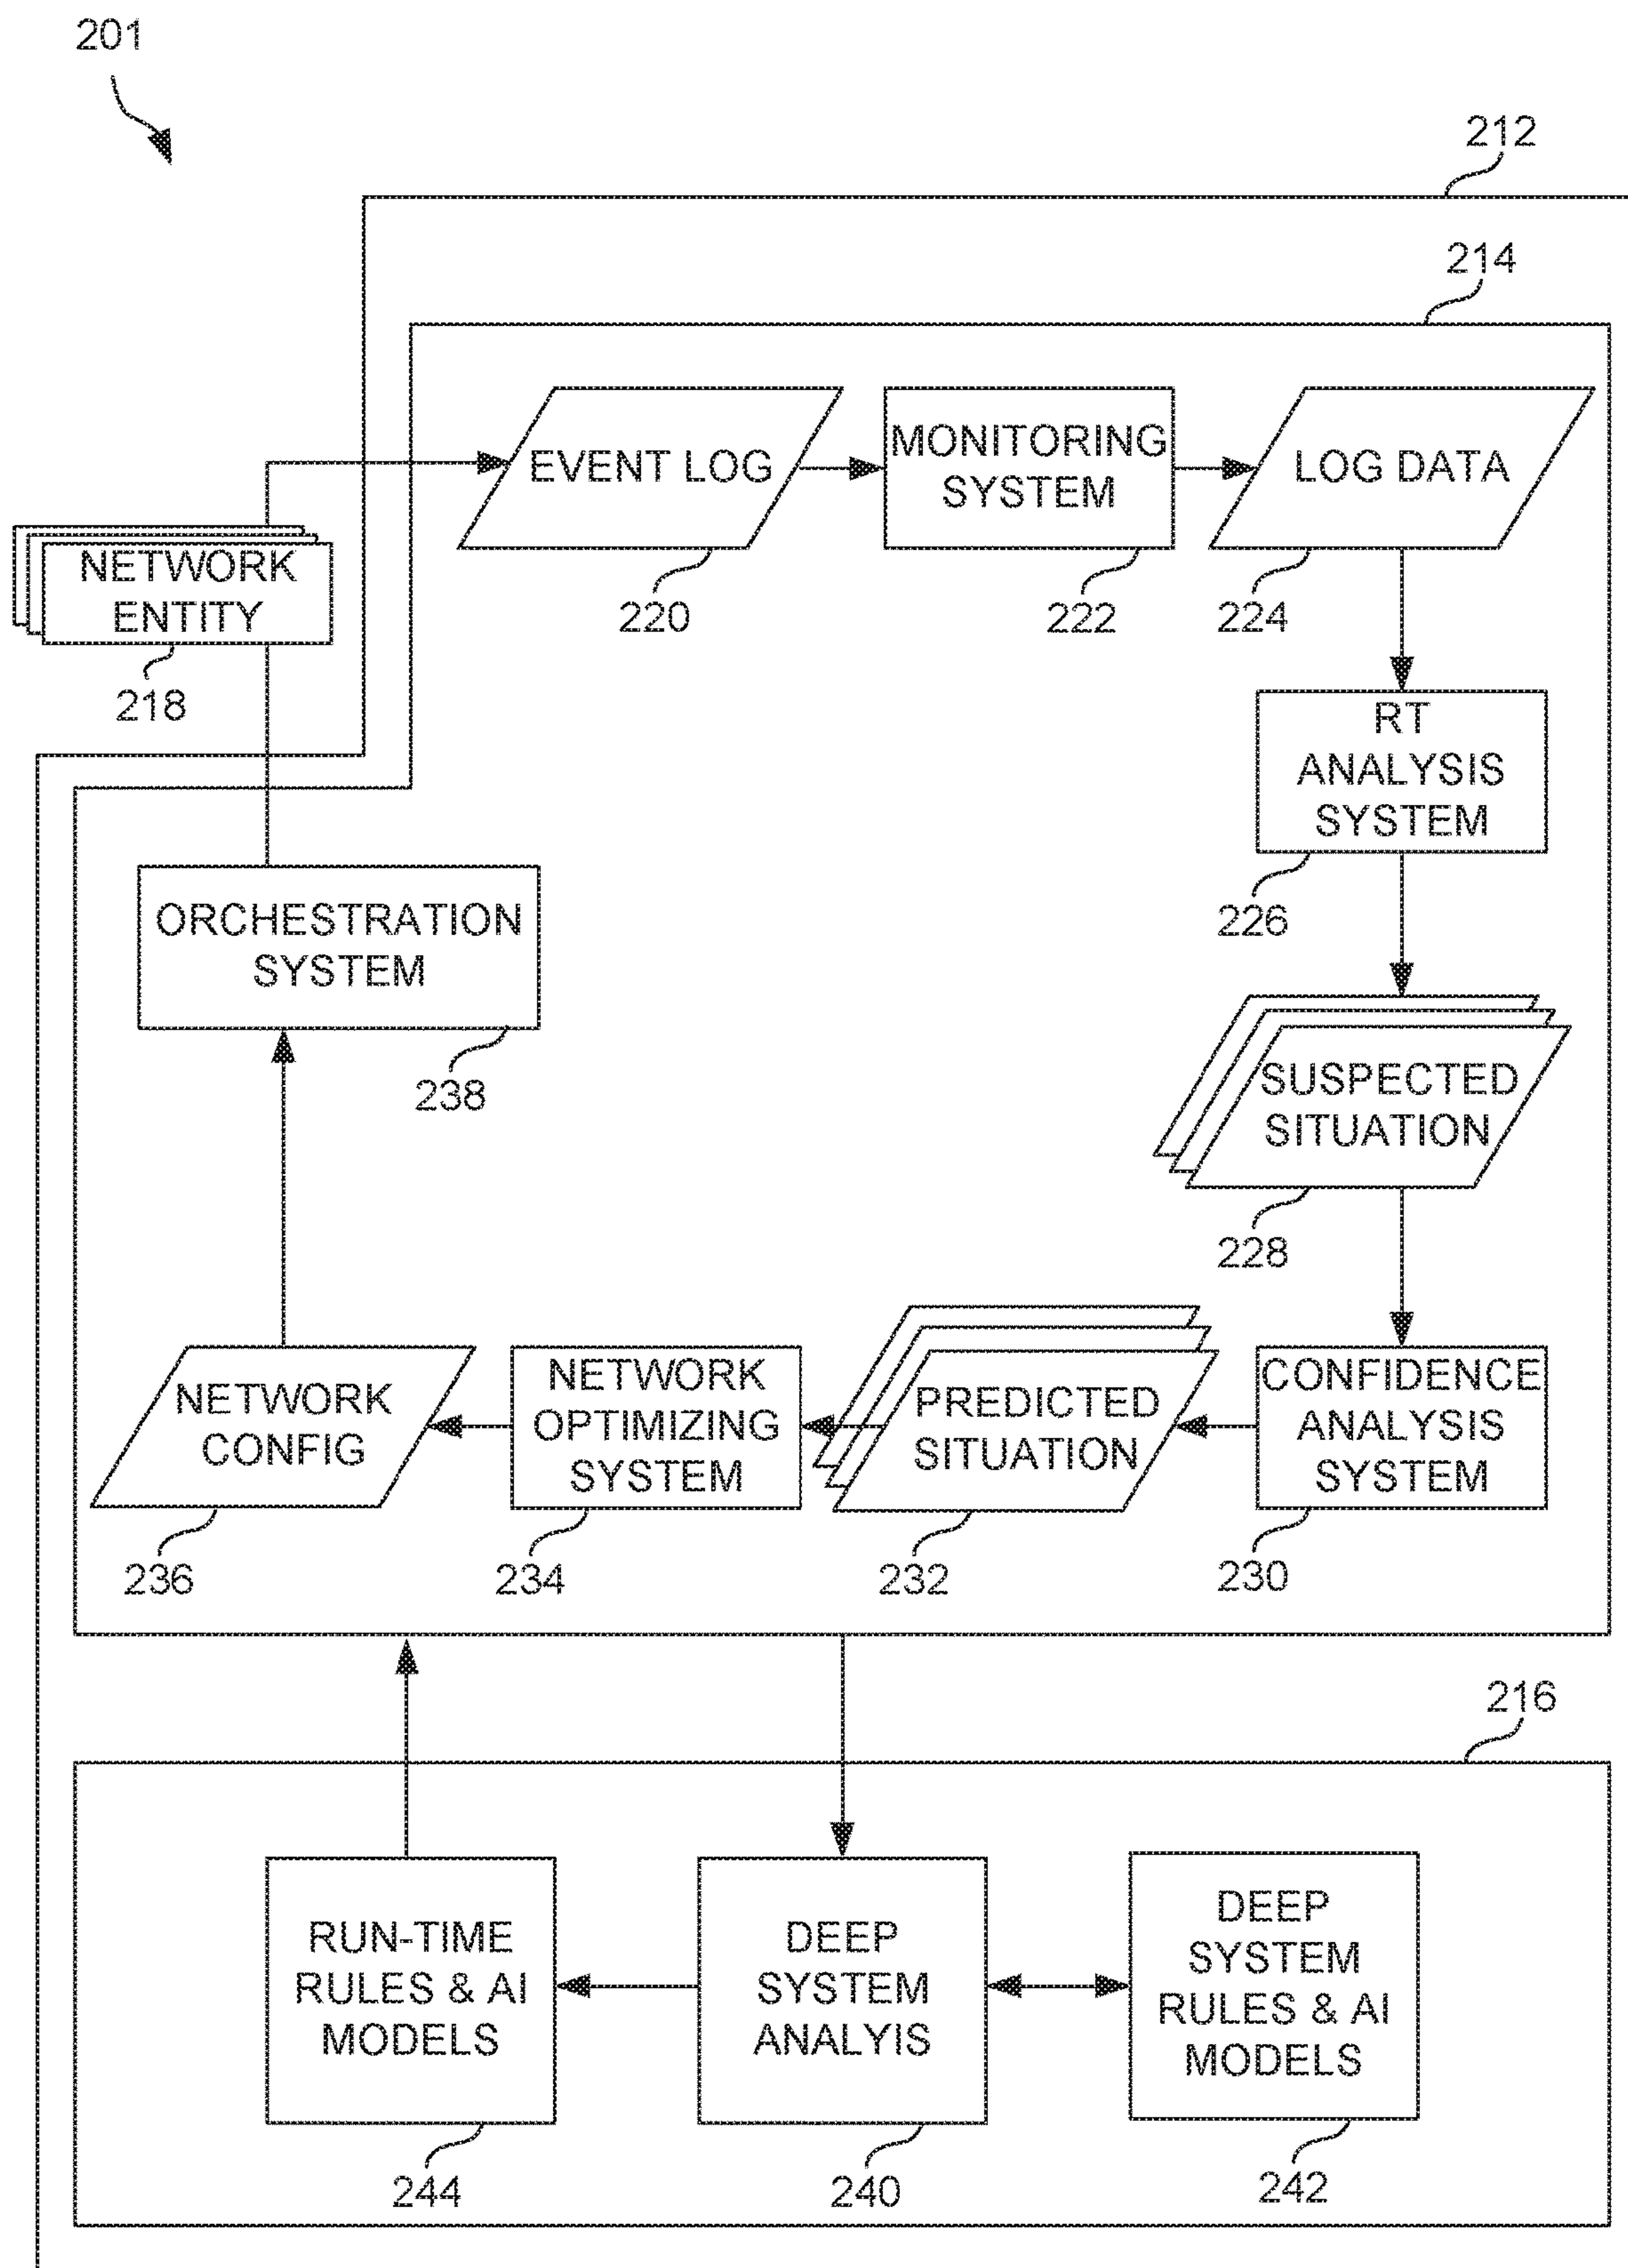 201
212
214
EVENT LOG
220
MONITORING
SYSTEM
222
LOG DATA
224
NETWORK
ENTITY
218
RT
ANALYSIS
SYSTEM
226
ORCHESTRATION
SYSTEM
238
SUSPECTED
SITUATION
228
NETWORK
CONFIG
236
NETWORK
OPTIMIZING
SYSTEM
234
PREDICTED
SITUATION
232
CONFIDENCE
ANALYSIS
SYSTEM
230
216
RUN-TIME
RULES & AI
MODELS
244
DEEP
SYSTEM
ANALYIS
240
DEEP
SYSTEM
RULES & AI
MODELS
242